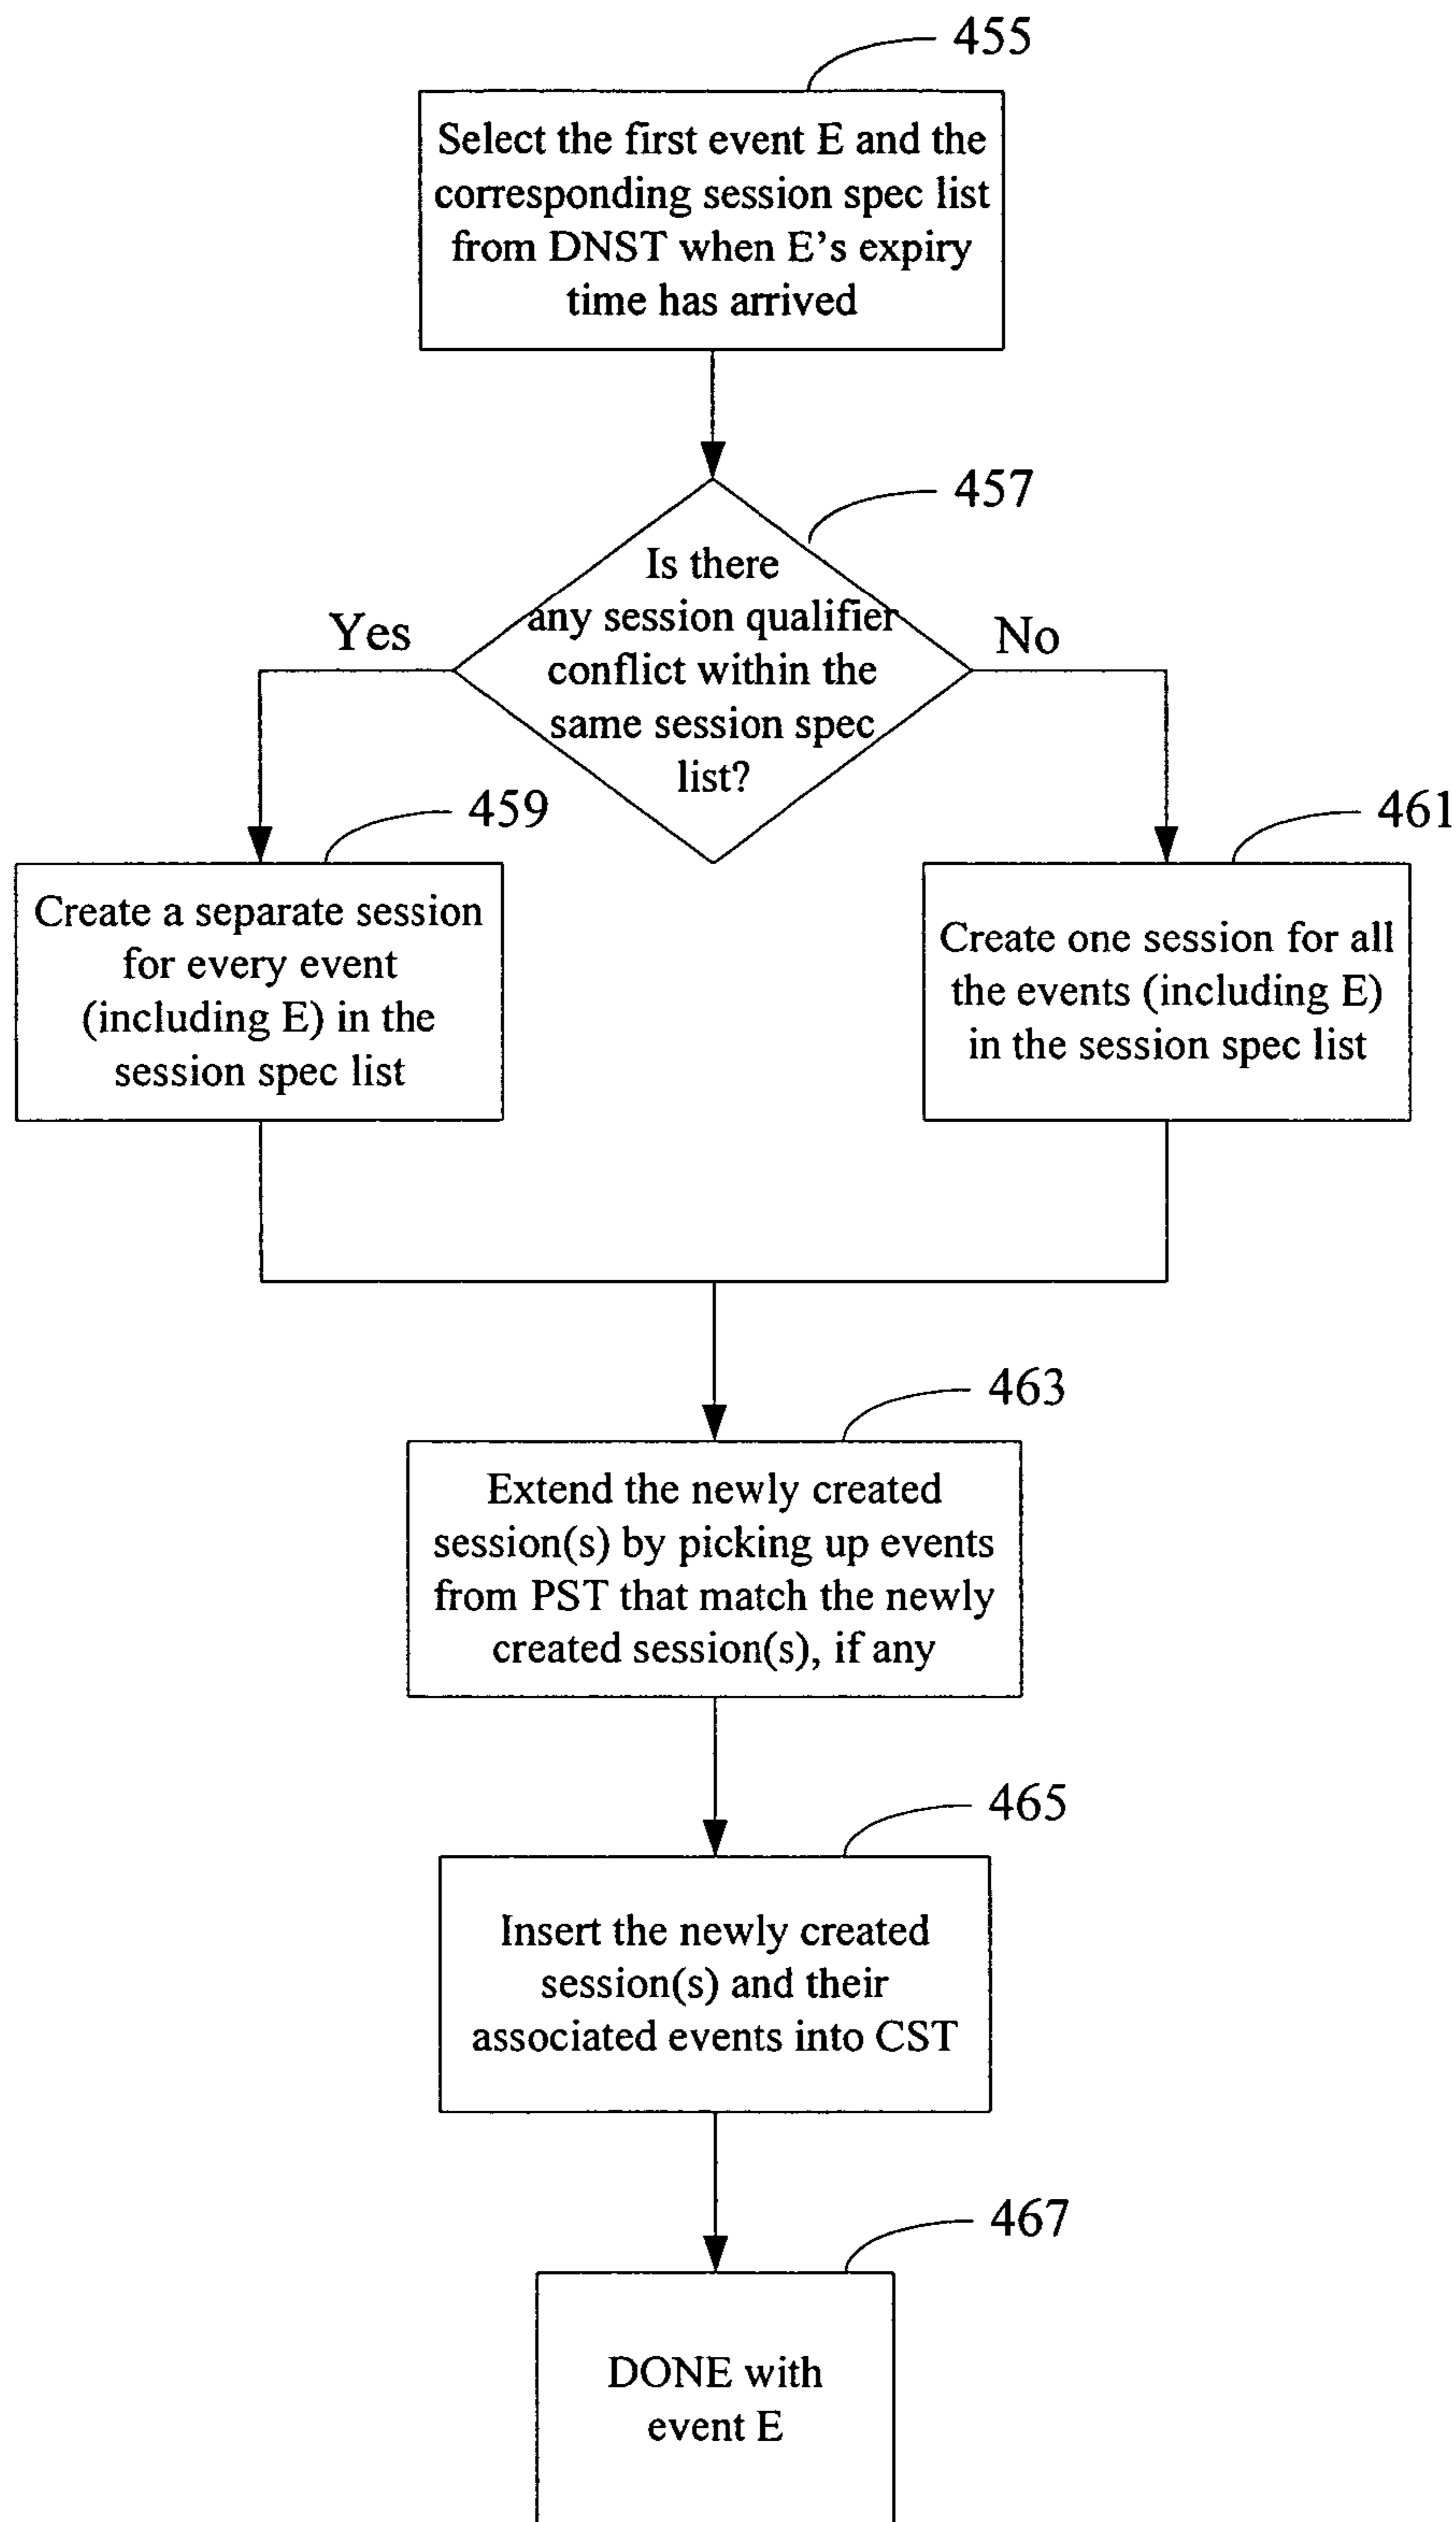 455
Select the first event E and the
corresponding session spec list
from DNST when E's expiry
time has arrived
457
Is there
any session qualifier
conflict within the
same session spec
list?
Yes
No
459
Create a separate session
for every event
(including E) in the
session spec list
461
Create one session for all
the events (including E)
in the session spec list
463
Extend the newly created
session(s) by picking up events
from PST that match the newly
created session(s), if any
465
Insert the newly created
session(s) and their
associated events into CST
467
DONE with
event E